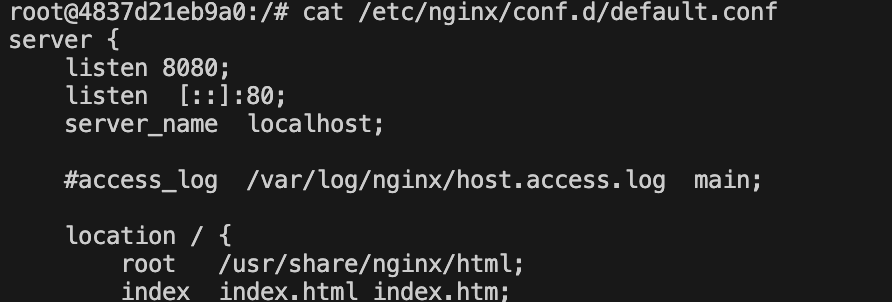 root@4837d21eb9a0:/# cat /etc/nginx/conf.d/default.conf
server {
    listen 8080;
    listen  [::]:80;
    server_name  localhost;

    #access_log  /var/log/nginx/host.access.log  main;

    location / {
        root   /usr/share/nginx/html;
        index  index.html index.htm;